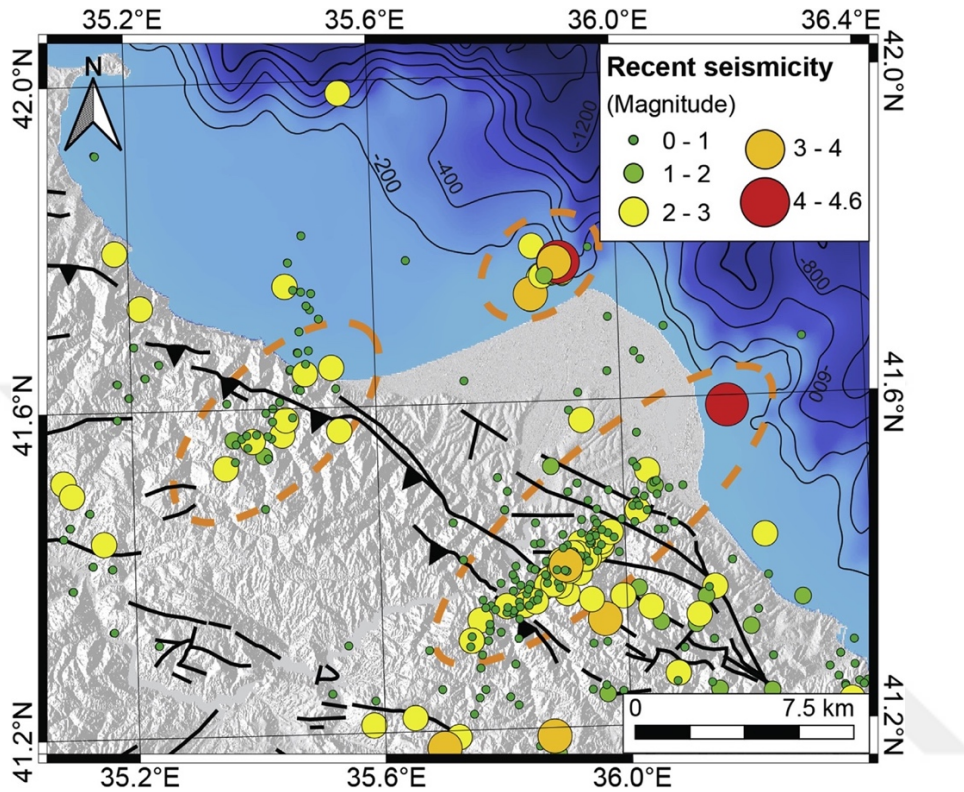 35.2°E 35.6°E 36.0°E 36.4°E
42.0°N
42.0°N
N
Recent seismicity
(Magnitude)
0 - 1
1 - 2
2 - 3
3 - 4
4 - 4.6
-1200
-200
-400
-800
-600
41.6°N
41.6°N
41.2°N
41.2°N
0 7.5 km
35.2°E 35.6°E 36.0°E